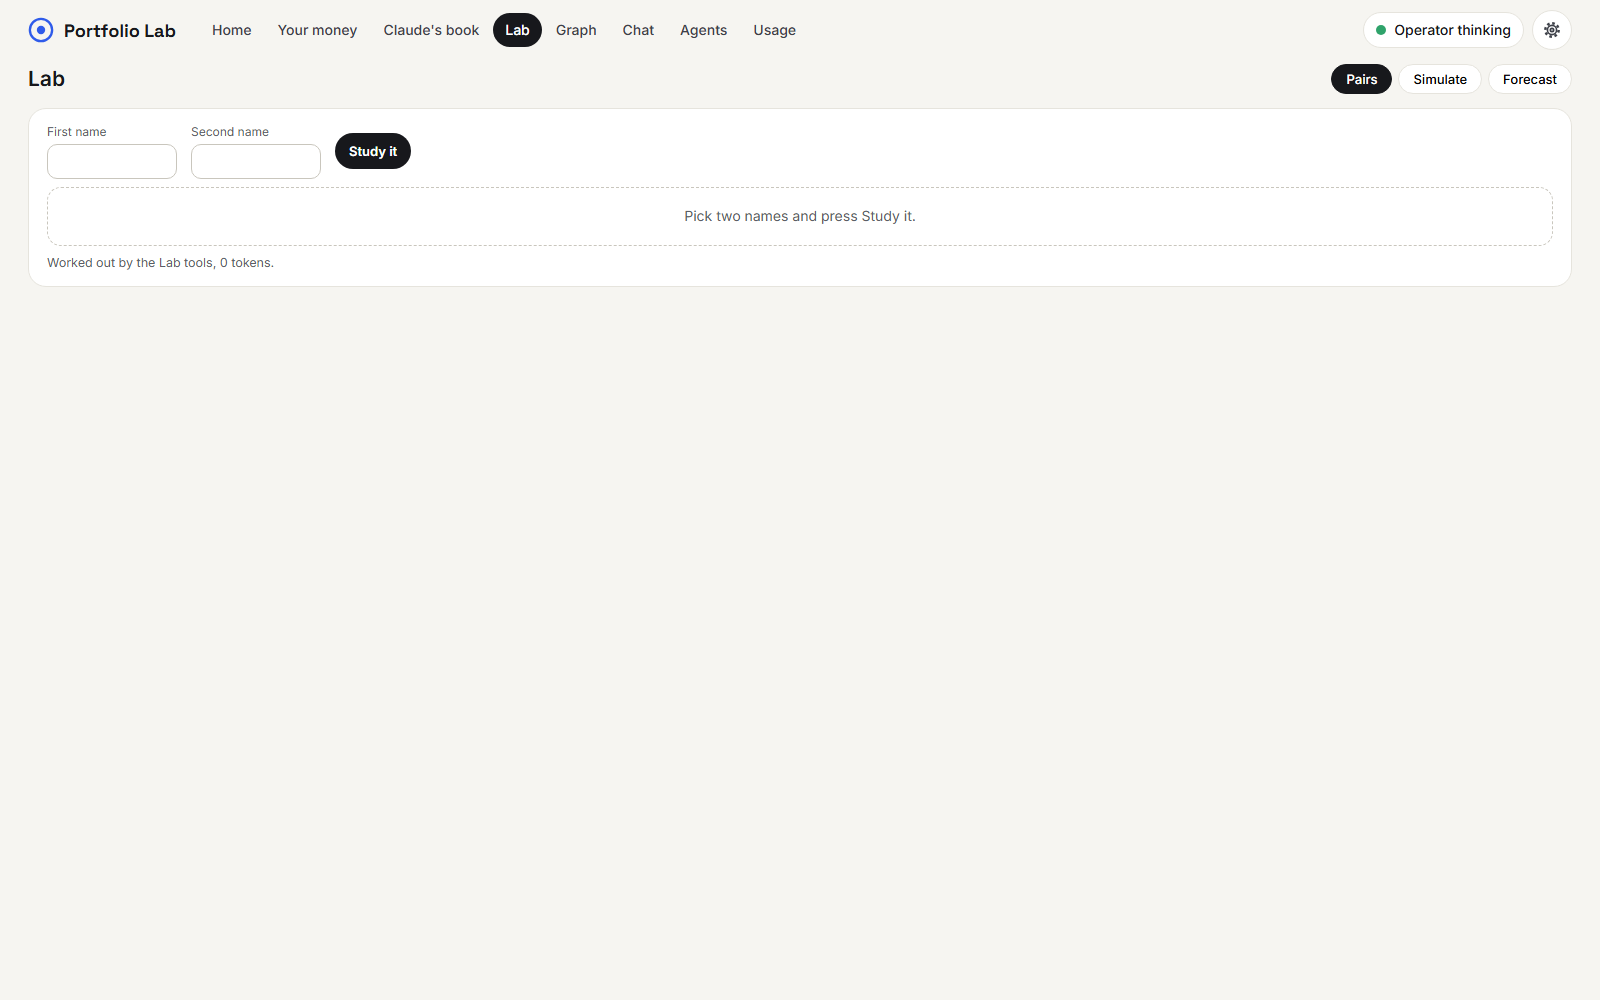 Portfolio Lab Home Your money Claude's book Lab Graph Chat Agents Usage Operator thinking
Lab Pairs Simulate Forecast
First name Second name
Study it
Pick two names and press Study it.
Worked out by the Lab tools, 0 tokens.